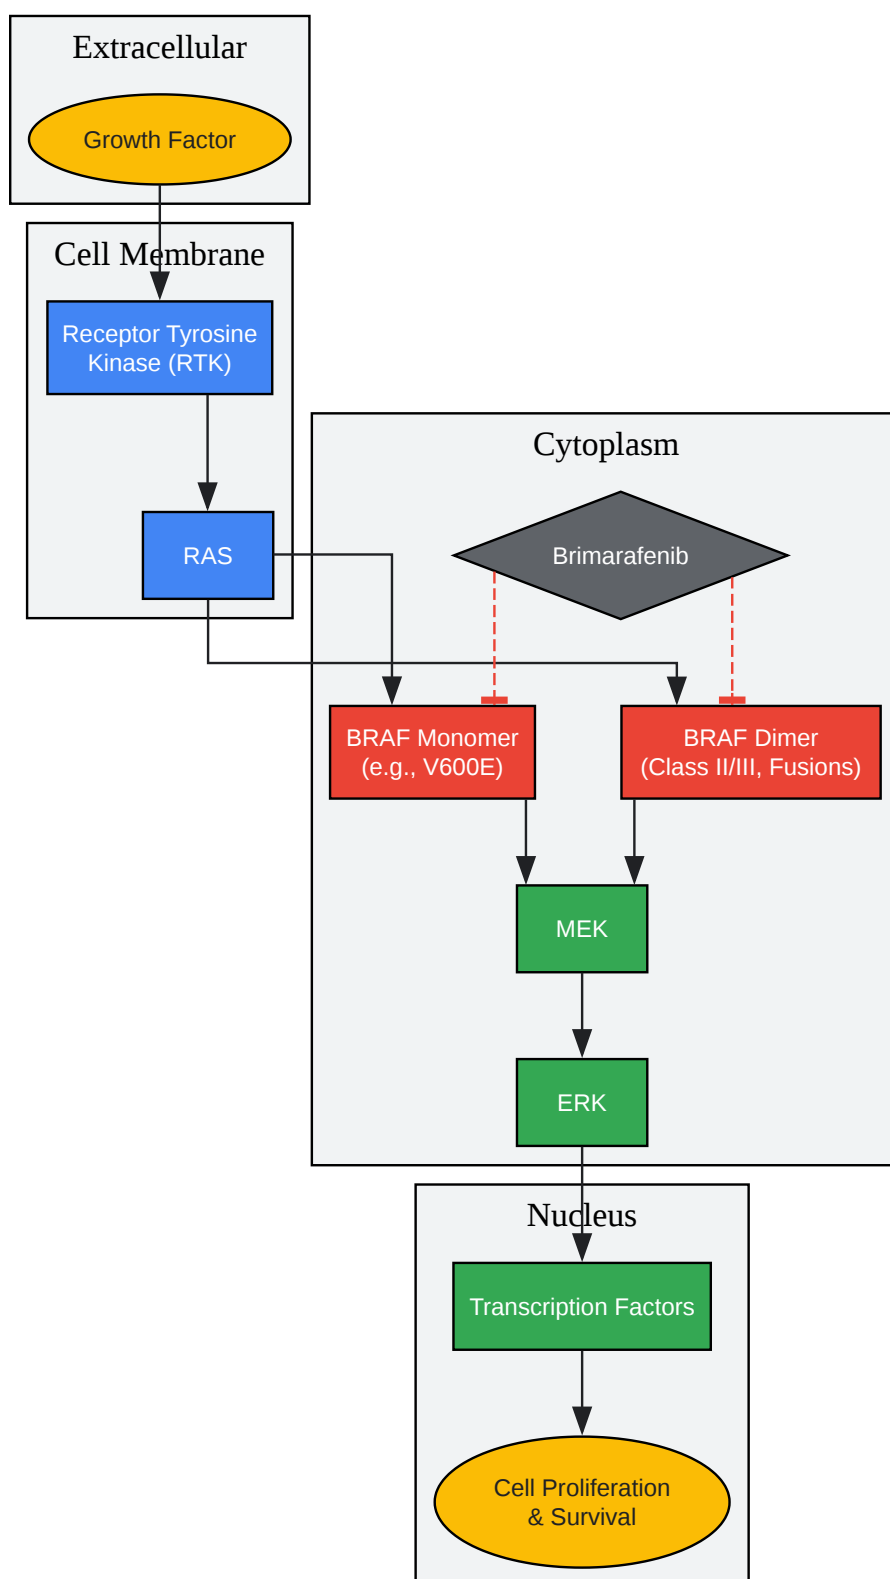 Extracellular
Growth Factor
Cell Membrane
Receptor Tyrosine
Kinase (RTK)
Cytoplasm
RAS
Brimarafenib
BRAF Monomer
(e.g., V600E)
BRAF Dimer
(Class II/III, Fusions)
MEK
ERK
Nucleus
Transcription Factors
Cell Proliferation
& Survival